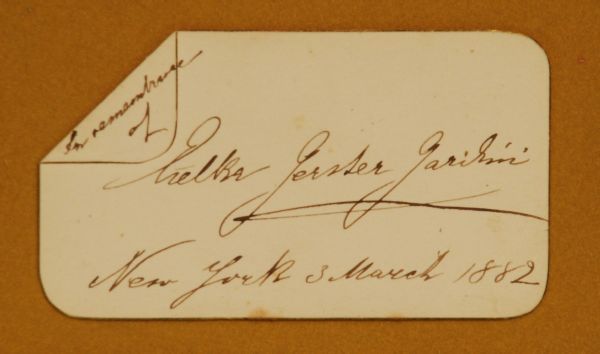 In remembrance
of
Etelka Gerster Gardini
New York 3 March 1882